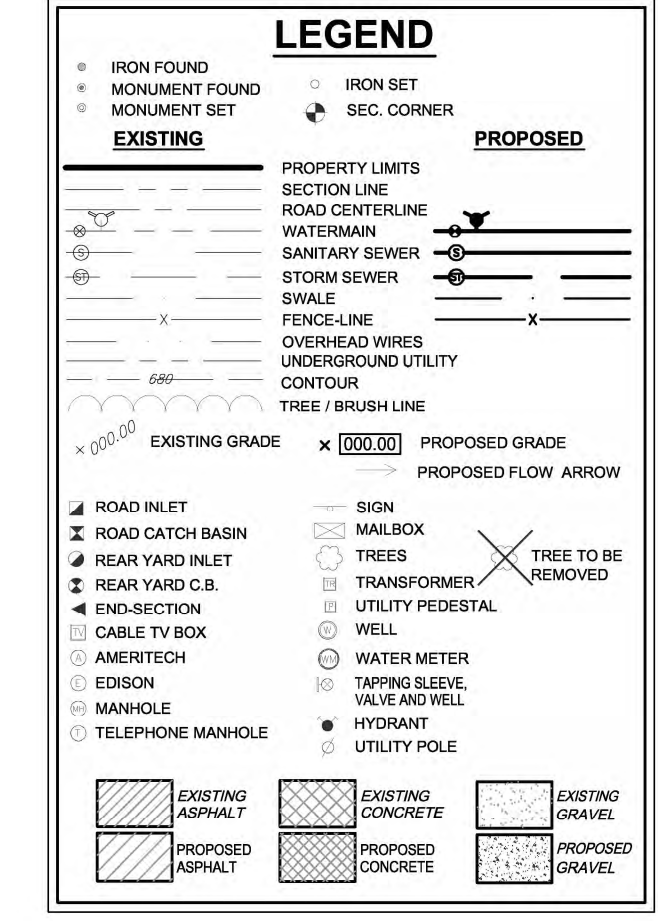 LEGEND
IRON FOUND
MONUMENT FOUND
MONUMENT SET
IRON SET
SEC. CORNER
EXISTING
PROPOSED
PROPERTY LIMITS
SECTION LINE
ROAD CENTERLINE
WATERMAIN
S SANITARY SEWER S
ST STORM SEWER ST
SWALE
X FENCE-LINE X
OVERHEAD WIRES
UNDERGROUND UTILITY
680 CONTOUR
TREE / BRUSH LINE
× 000.00 EXISTING GRADE
× 000.00 PROPOSED GRADE
PROPOSED FLOW ARROW
ROAD INLET
ROAD CATCH BASIN
REAR YARD INLET
REAR YARD C.B.
END-SECTION
TV CABLE TV BOX
A AMERITECH
E EDISON
MH MANHOLE
T TELEPHONE MANHOLE
SIGN
MAILBOX
TREES
TR TRANSFORMER
P UTILITY PEDESTAL
W WELL
WM WATER METER
TAPPING SLEEVE,
VALVE AND WELL
HYDRANT
UTILITY POLE
TREE TO BE
REMOVED
EXISTING
ASPHALT
EXISTING
CONCRETE
EXISTING
GRAVEL
PROPOSED
ASPHALT
PROPOSED
CONCRETE
PROPOSED
GRAVEL